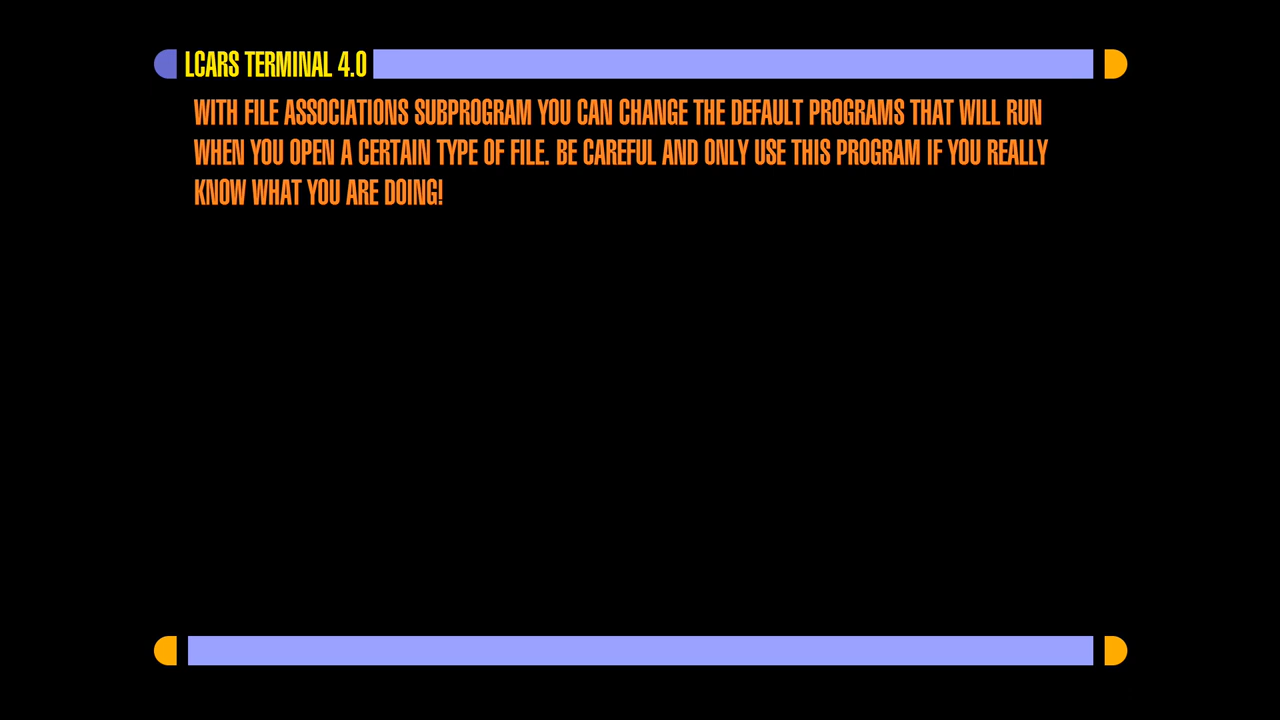 LCARS TERMINAL 4.0
WITH FILE ASSOCIATIONS SUBPROGRAM YOU CAN CHANGE THE DEFAULT PROGRAMS THAT WILL RUN
WHEN YOU OPEN A CERTAIN TYPE OF FILE. BE CAREFUL AND ONLY USE THIS PROGRAM IF YOU REALLY
KNOW WHAT YOU ARE DOING!